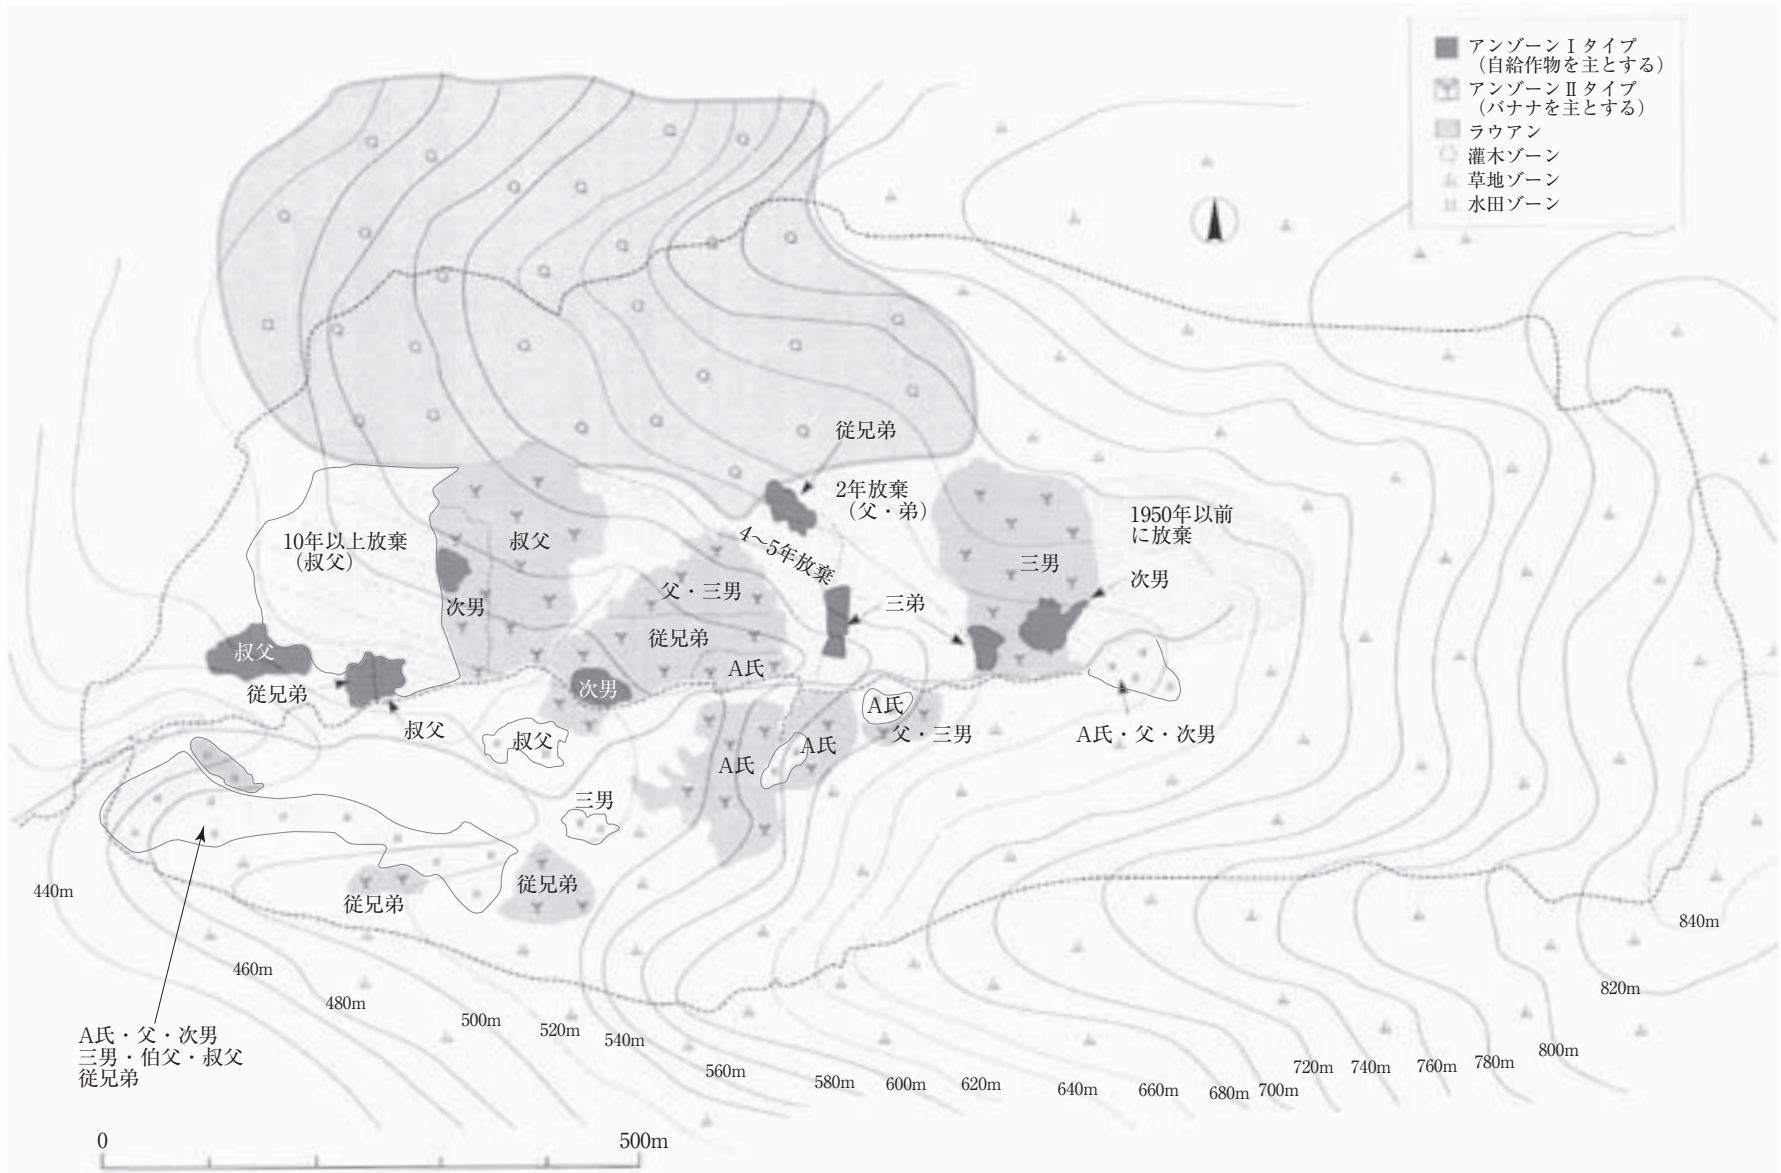 アンゾーンⅠタイプ
（自給作物を主とする）
アンゾーンⅡタイプ
（バナナを主とする）
ラウアン
灌木ゾーン
草地ゾーン
水田ゾーン
従兄弟
2年放棄
（父・弟）
4～5年放棄
1950年以前
に放棄
10年以上放棄
（叔父）
叔父
三男
次男
次男
父・三男
三弟
従兄弟
叔父
A氏
次男
従兄弟
叔父
A氏
父・三男
A氏・父・次男
叔父
A氏
A氏
三男
従兄弟
従兄弟
A氏・父・次男
三男・伯父・叔父
従兄弟
440m
460m
480m
500m
520m
540m
560m
580m
600m
620m
640m
660m
680m
700m
720m
740m
760m
780m
800m
820m
840m
0
500m